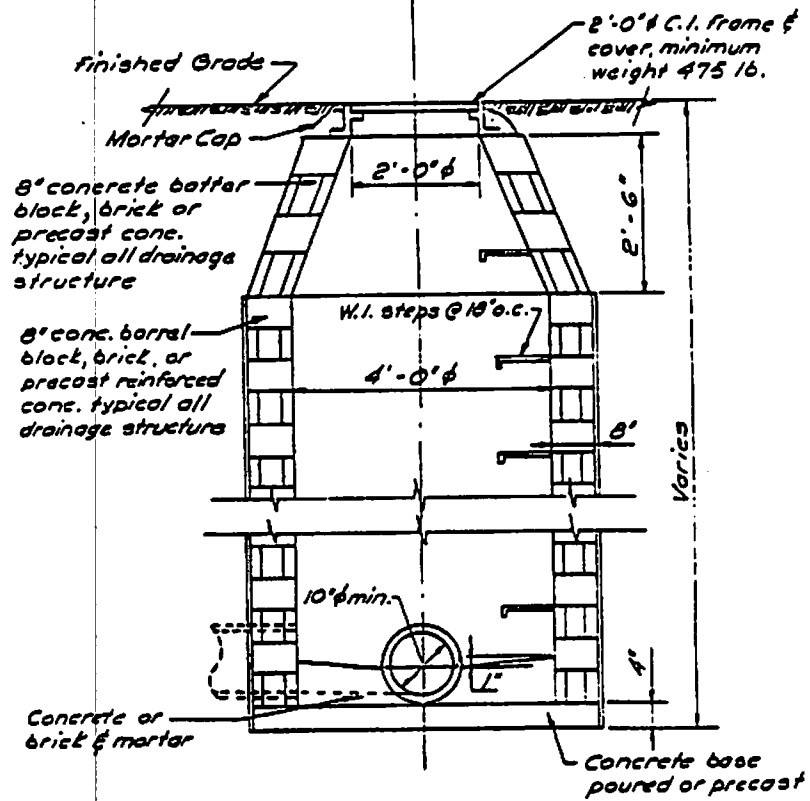 2'-0"ϕ C.I. frame &
cover, minimum
weight 475 lb.
Finished Grade
Mortar Cap
2'-0"ϕ
8" concrete batter
block, brick or
precast conc.
typical all drainage
structure
2'-6"
W.I. steps @ 18" o.c.
8" conc. barrel
block, brick, or
precast reinforced
conc. typical all
drainage structure
4'-0"ϕ
8"
Varies
10"ϕ min.
1"
4"
Concrete or
brick & mortar
Concrete base
poured or precast